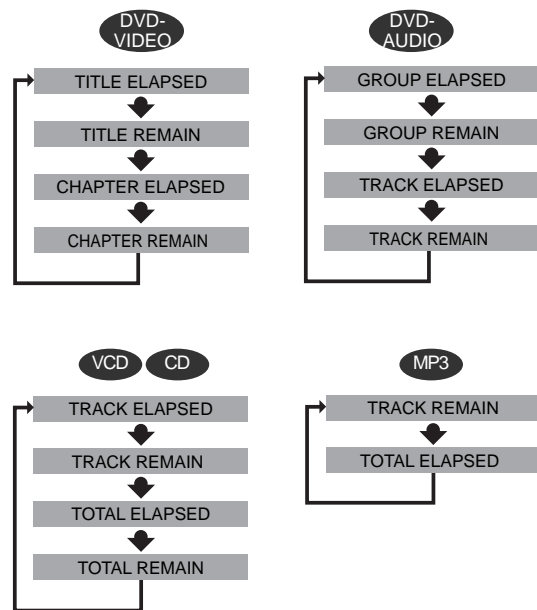 DVD-
VIDEO
TITLE ELAPSED
TITLE REMAIN
CHAPTER ELAPSED
CHAPTER REMAIN
DVD-
AUDIO
GROUP ELAPSED
GROUP REMAIN
TRACK ELAPSED
TRACK REMAIN
VCD CD
TRACK ELAPSED
TRACK REMAIN
TOTAL ELAPSED
TOTAL REMAIN
MP3
TRACK REMAIN
TOTAL ELAPSED